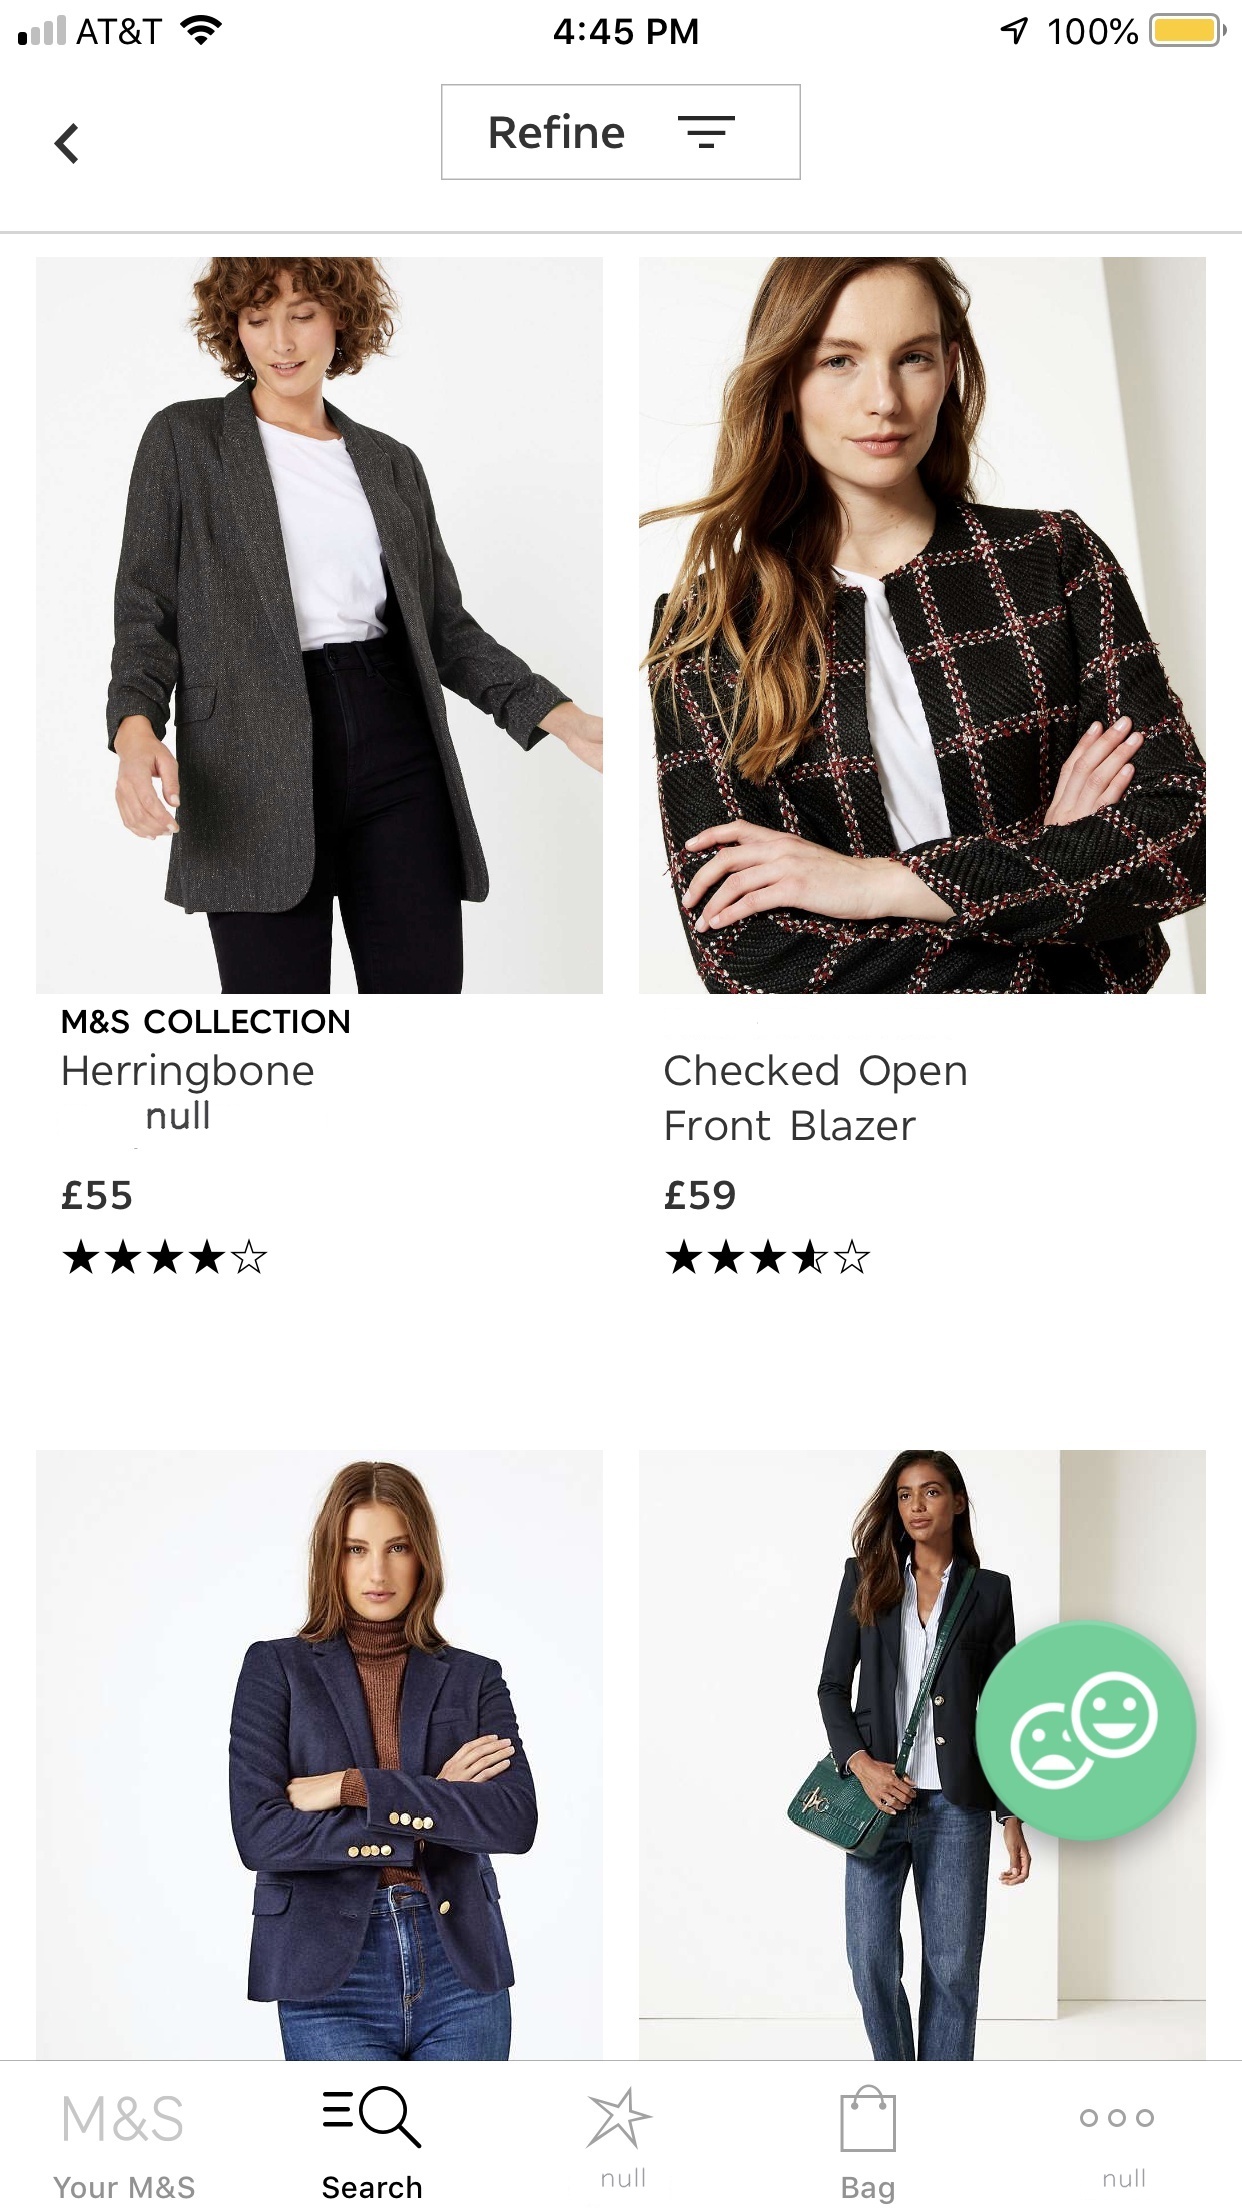 AT&T 4:45 PM 100%
Refine
M&S COLLECTION
Herringbone
null
£55
Checked Open
Front Blazer
£59
M&S
Your M&S Search null Bag null